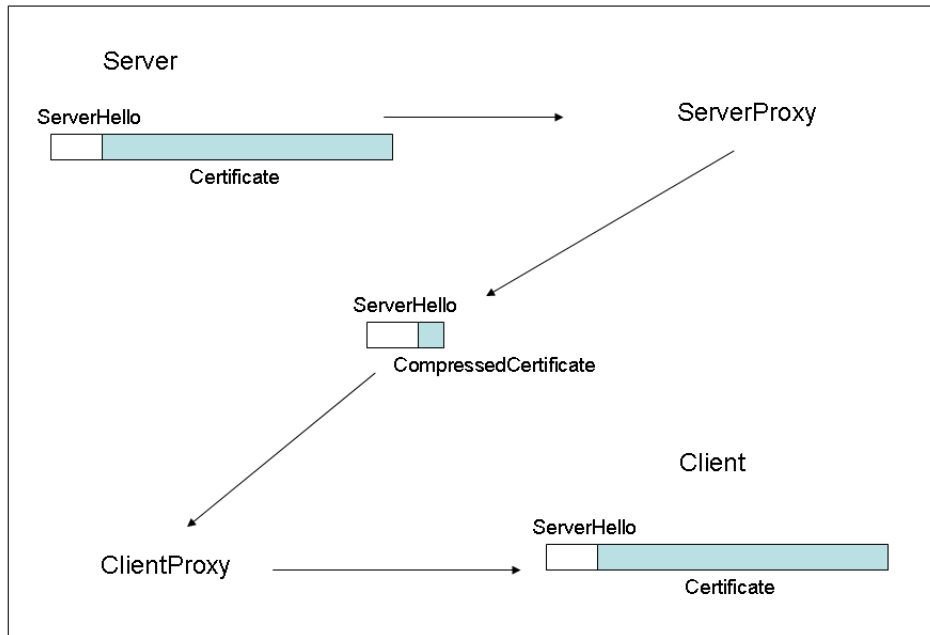 Server
ServerHello
ServerProxy
Certificate
ServerHello
CompressedCertificate
Client
ServerHello
ClientProxy
Certificate